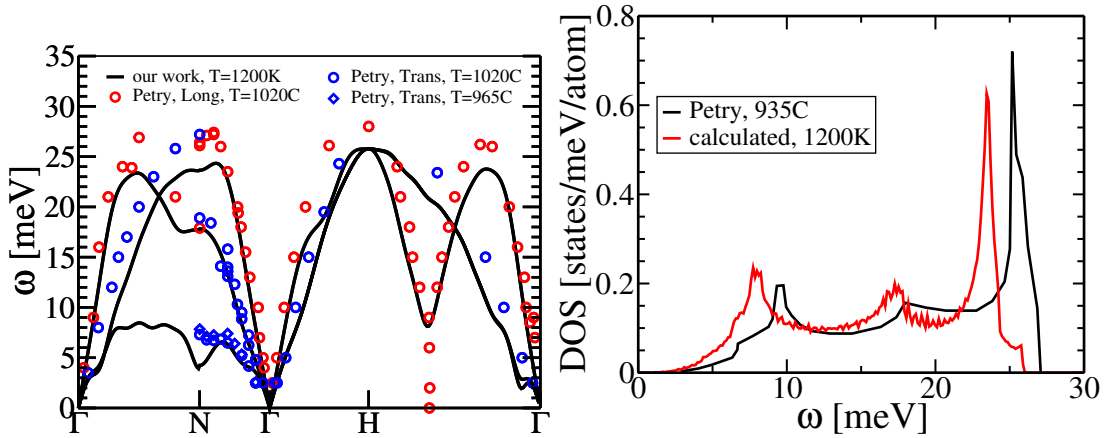 35
30
25
20
15
10
5
0
ω [meV]
our work, T=1200K
Petry, Long, T=1020C
Petry, Trans, T=1020C
Petry, Trans, T=965C
Γ N Γ H Γ
0.8
0.6
0.4
0.2
0
DOS [states/meV/atom]
Petry, 935C
calculated, 1200K
0 10 20 30
ω [meV]